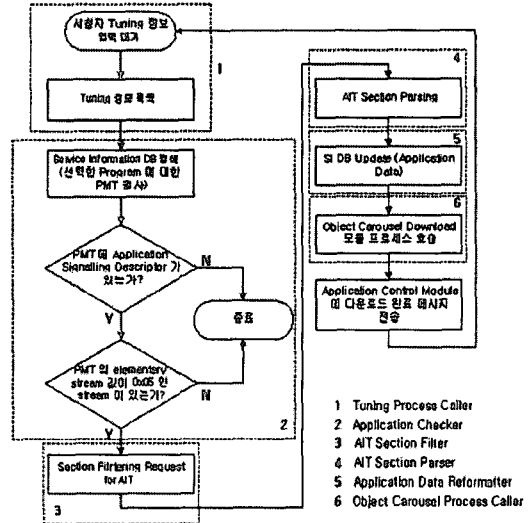 사용자 Tuning 정보
입력 대기
1
Tuning 정보 획득
Service Information DB 검색
(선택한 Program 에 대한
PMT 검사)
PMT 에 Application
Signalling Descriptor 가
있는가?
N
Y
종료
PMT 의 elementary
stream 값이 0x05 인
stream 이 있는가?
N
Y
2
Section Filtering Request
for AIT
3
4
AIT Section Parsing
5
SI DB Update (Application
Data)
6
Object Carousel Download
모듈 프로세스 호출
Application Control Module
에 다운로드 완료 메시지
전송
1 Tuning Process Caller
2 Application Checker
3 AIT Section Filter
4 AIT Section Parser
5 Application Data Reformatter
6 Object Carousel Process Caller